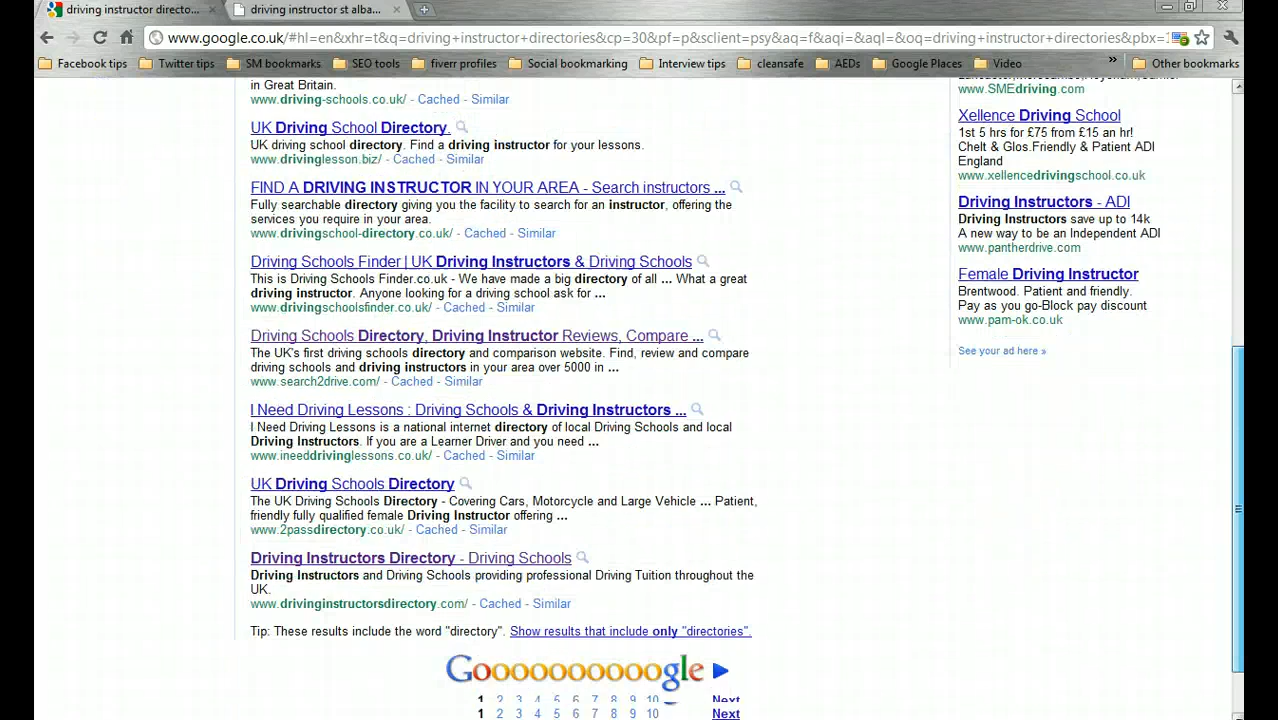 driving instructor directo...
driving instructor st alba...
www.google.co.uk/#hl=en&xhr=t&q=driving+instructor+directories&cp=30&pf=p&sclient=psy&aq=f&aqi=&aql=&oq=driving+instructor+directories&pbx=1
Facebook tips
Twitter tips
SM bookmarks
SEO tools
fiverr profiles
Social bookmarking
Interview tips
cleansafe
AEDs
Google Places
Video
»
Other bookmarks
in Great Britain.
www.driving-schools.co.uk/ - Cached - Similar
UK Driving School Directory.
UK driving school directory. Find a driving instructor for your lessons.
www.drivinglesson.biz/ - Cached - Similar
FIND A DRIVING INSTRUCTOR IN YOUR AREA - Search instructors ...
Fully searchable directory giving you the facility to search for an instructor, offering the
services you require in your area.
www.drivingschool-directory.co.uk/ - Cached - Similar
Driving Schools Finder | UK Driving Instructors & Driving Schools
This is Driving Schools Finder.co.uk - We have made a big directory of all ... What a great
driving instructor. Anyone looking for a driving school ask for ...
www.drivingschoolsfinder.co.uk/ - Cached - Similar
Driving Schools Directory, Driving Instructor Reviews, Compare ...
The UK's first driving schools directory and comparison website. Find, review and compare
driving schools and driving instructors in your area over 5000 in ...
www.search2drive.com/ - Cached - Similar
I Need Driving Lessons : Driving Schools & Driving Instructors ...
I Need Driving Lessons is a national internet directory of local Driving Schools and local
Driving Instructors. If you are a Learner Driver and you need ...
www.ineeddrivinglessons.co.uk/ - Cached - Similar
UK Driving Schools Directory
The UK Driving Schools Directory - Covering Cars, Motorcycle and Large Vehicle ... Patient,
friendly fully qualified female Driving Instructor offering ...
www.2passdirectory.co.uk/ - Cached - Similar
Driving Instructors Directory - Driving Schools
Driving Instructors and Driving Schools providing professional Driving Tuition throughout the
UK.
www.drivinginstructorsdirectory.com/ - Cached - Similar
Tip: These results include the word "directory". Show results that include only "directories".
Goooooooooogle
1 2 3 4 5 6 7 8 9 10 Next
1 2 3 4 5 6 7 8 9 10 Next
www.SMEdriving.com
Xellence Driving School
1st 5 hrs for £75 from £15 an hr!
Chelt & Glos.Friendly & Patient ADI
England
www.xellencedrivingschool.co.uk
Driving Instructors - ADI
Driving Instructors save up to 14k
A new way to be an Independent ADI
www.pantherdrive.com
Female Driving Instructor
Brentwood. Patient and friendly.
Pay as you go-Block pay discount
www.pam-ok.co.uk
See your ad here »